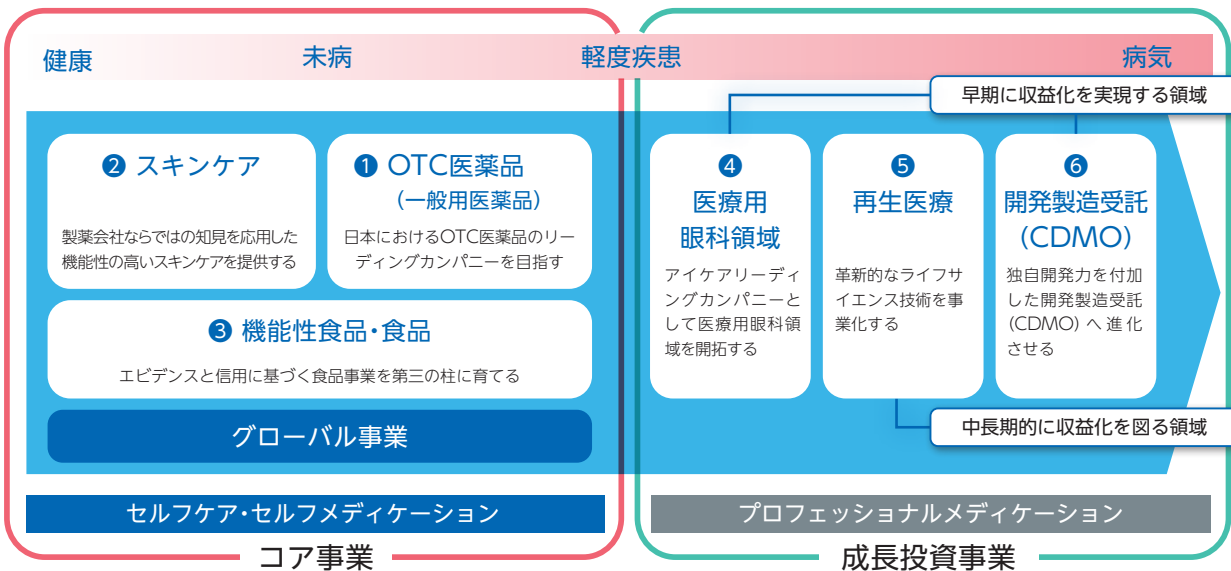 健康
未病
軽度疾患
病気
早期に収益化を実現する領域
❷ スキンケア
製薬会社ならではの知見を応用した
機能性の高いスキンケアを提供する
❶ OTC医薬品
(一般用医薬品)
日本におけるOTC医薬品のリー
ディングカンパニーを目指す
❸ 機能性食品・食品
エビデンスと信用に基づく食品事業を第三の柱に育てる
グローバル事業
❹
医療用
眼科領域
アイケアリーディ
ングカンパニーと
して医療用眼科領
域を開拓する
❺
再生医療
革新的なライフサ
イエンス技術を事
業化する
❻
開発製造受託
(CDMO)
独自開発力を付加
した開発製造受託
(CDMO)へ進化
させる
中長期的に収益化を図る領域
セルフケア・セルフメディケーション
プロフェッショナルメディケーション
コア事業
成長投資事業